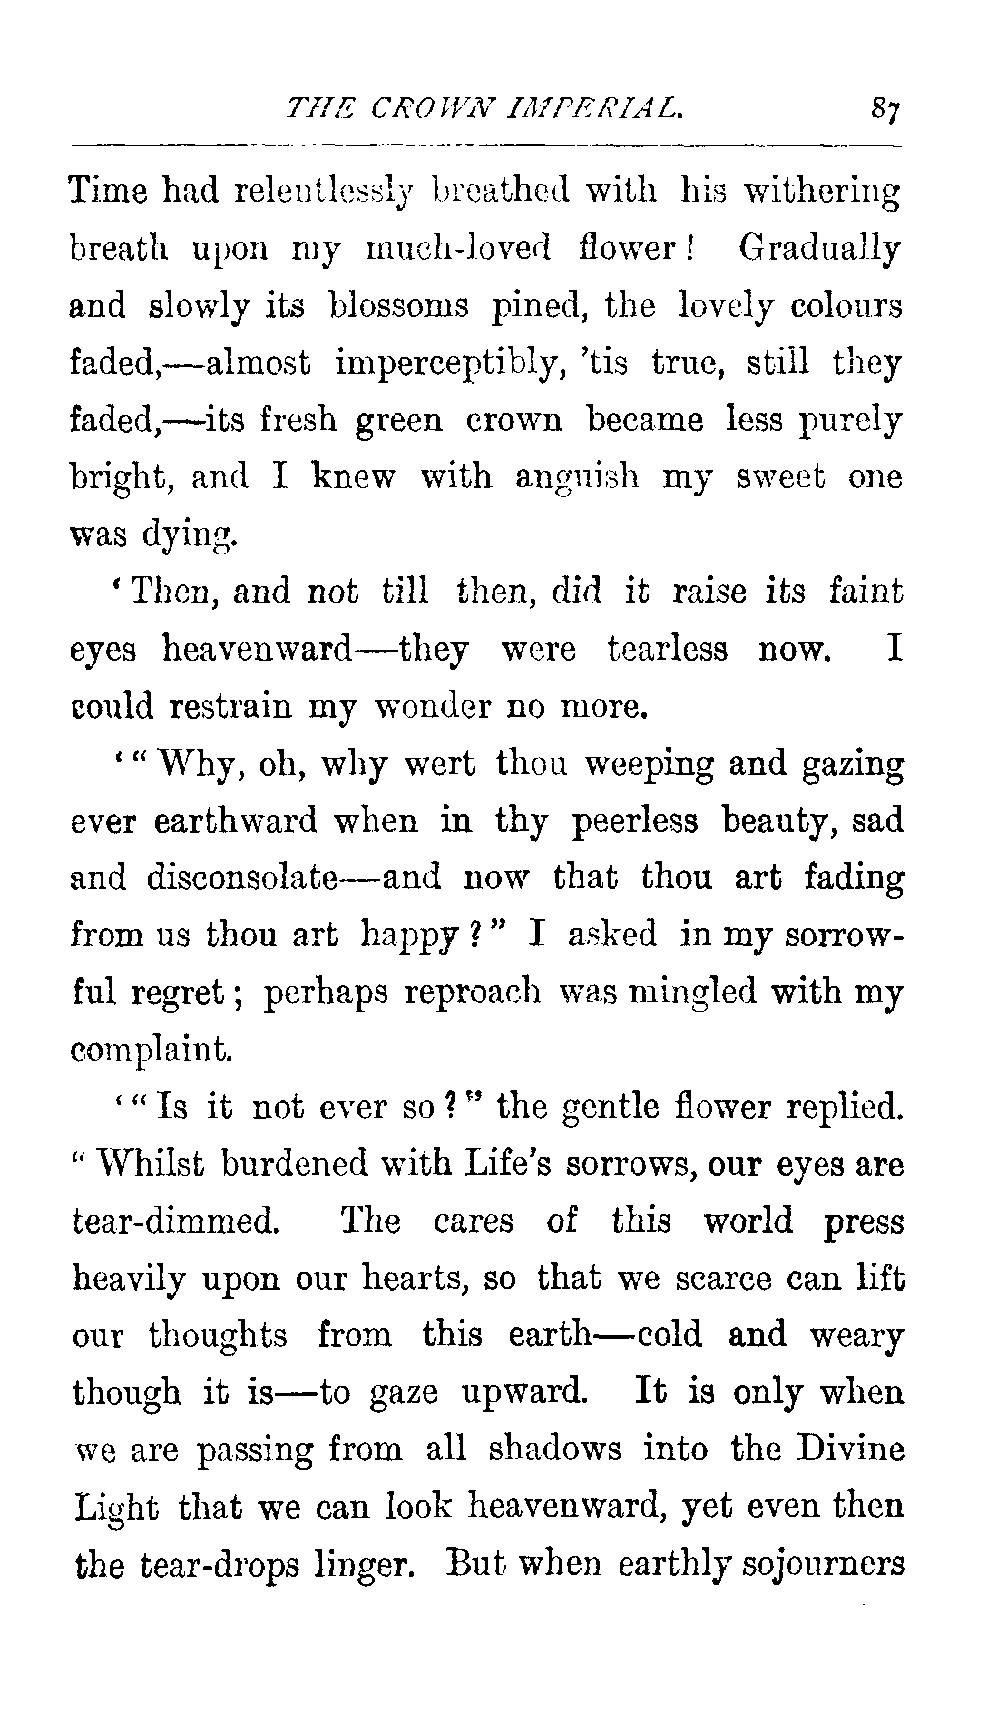 THE CROWN IMPERIAL. 87
Time had relentlessly breathed with his withering
breath upon my much-loved flower! Gradually
and slowly its blossoms pined, the lovely colours
faded,—almost imperceptibly, 'tis true, still they
faded,—its fresh green crown became less purely
bright, and I knew with anguish my sweet one
was dying.
'Then, and not till then, did it raise its faint
eyes heavenward—they were tearless now. I
could restrain my wonder no more.
'"Why, oh, why wert thou weeping and gazing
ever earthward when in thy peerless beauty, sad
and disconsolate—and now that thou art fading
from us thou art happy?" I asked in my sorrow-
ful regret; perhaps reproach was mingled with my
complaint.
'"Is it not ever so?" the gentle flower replied.
"Whilst burdened with Life's sorrows, our eyes are
tear-dimmed. The cares of this world press
heavily upon our hearts, so that we scarce can lift
our thoughts from this earth—cold and weary
though it is—to gaze upward. It is only when
we are passing from all shadows into the Divine
Light that we can look heavenward, yet even then
the tear-drops linger. But when earthly sojourners